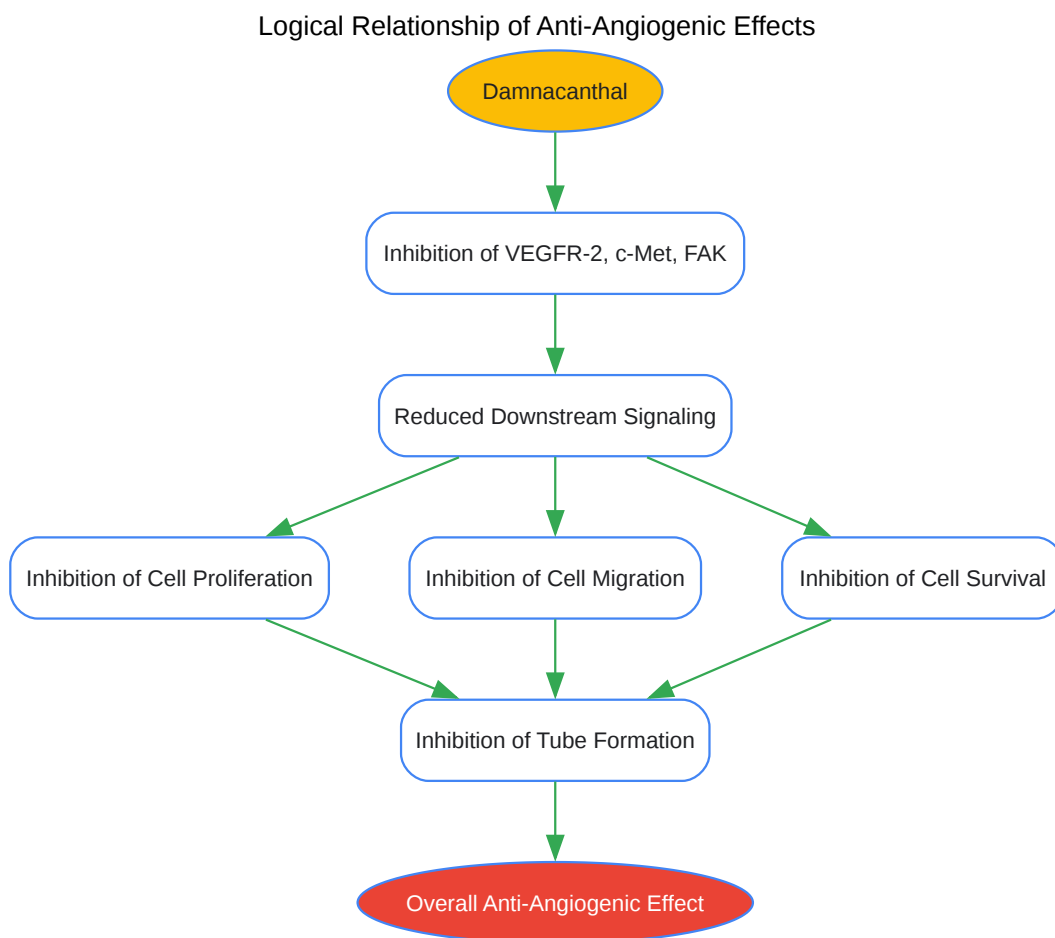 Logical Relationship of Anti-Angiogenic Effects
Damnacanthal
Inhibition of VEGFR-2, c-Met, FAK
Reduced Downstream Signaling
Inhibition of Cell Proliferation
Inhibition of Cell Migration
Inhibition of Cell Survival
Inhibition of Tube Formation
Overall Anti-Angiogenic Effect